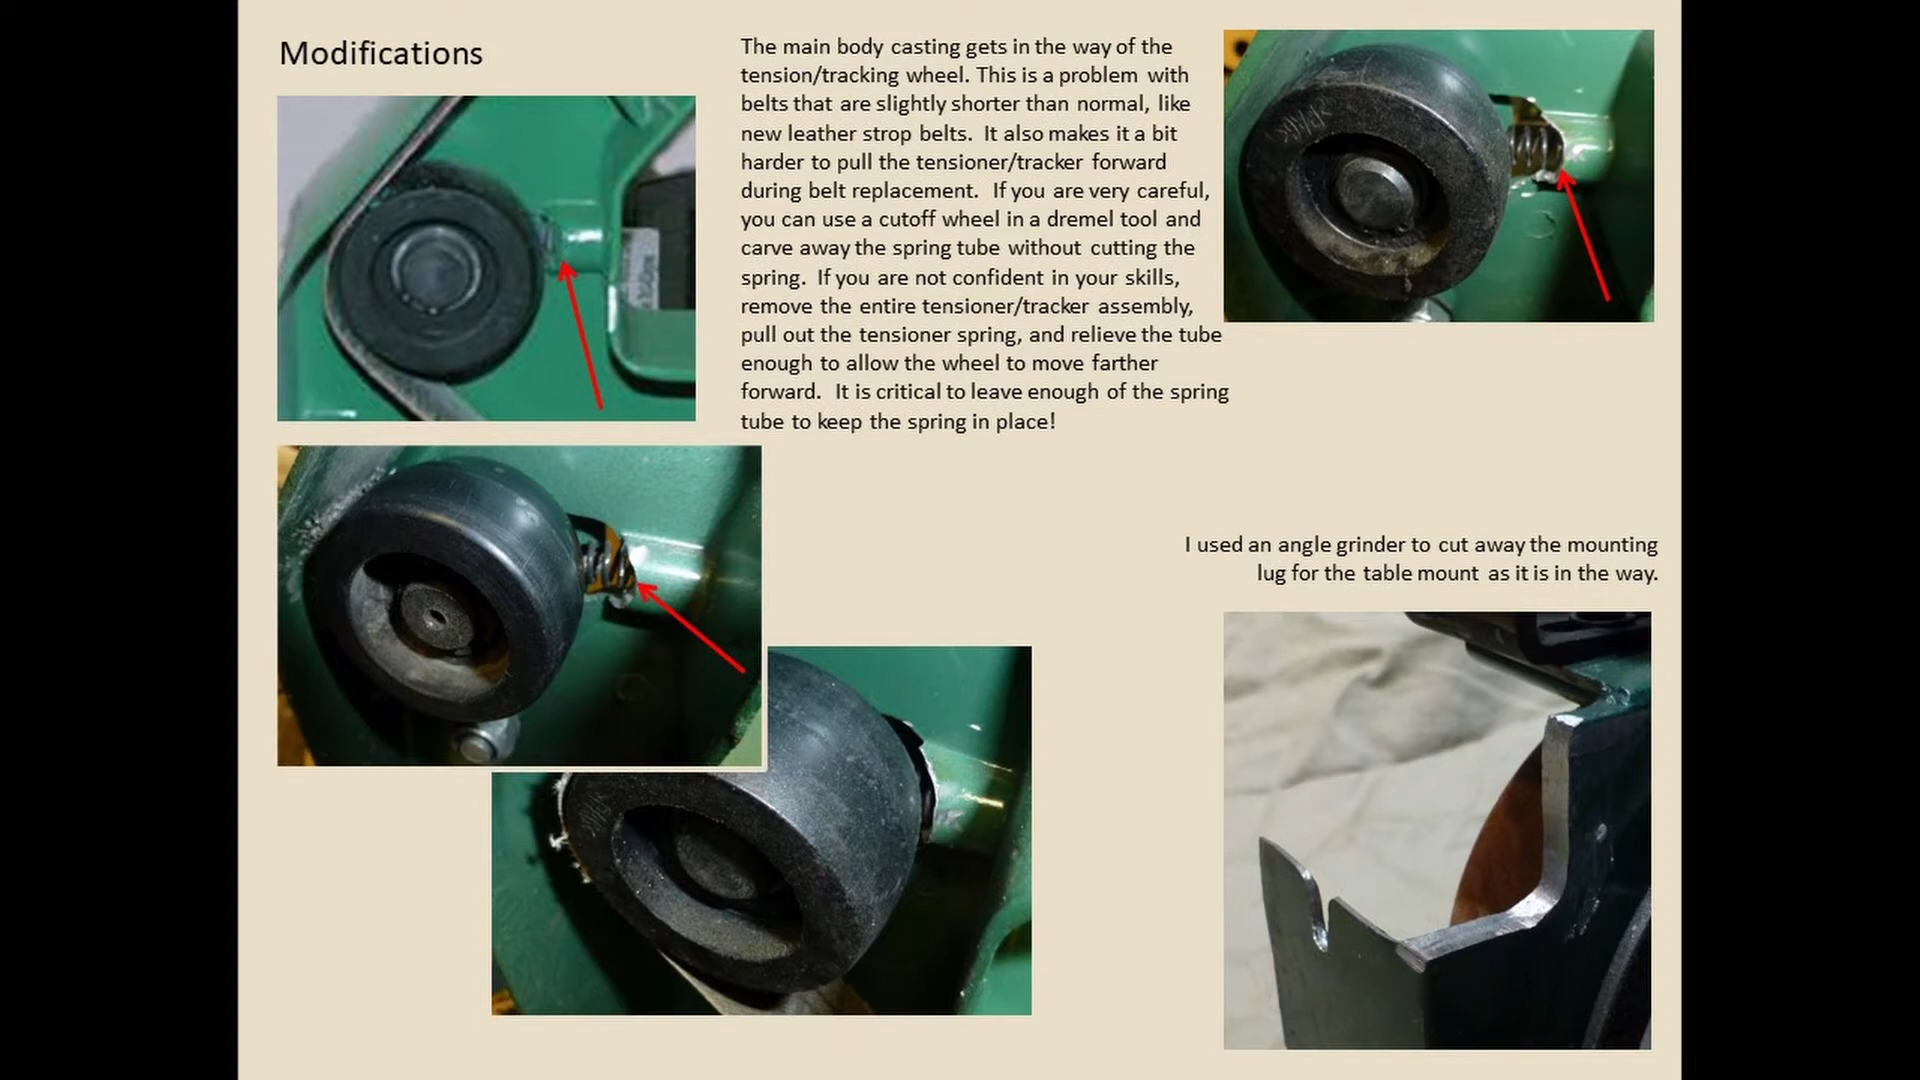 Modifications
The main body casting gets in the way of the
tension/tracking wheel. This is a problem with
belts that are slightly shorter than normal, like
new leather strop belts. It also makes it a bit
harder to pull the tensioner/tracker forward
during belt replacement. If you are very careful,
you can use a cutoff wheel in a dremel tool and
carve away the spring tube without cutting the
spring. If you are not confident in your skills,
remove the entire tensioner/tracker assembly,
pull out the tensioner spring, and relieve the tube
enough to allow the wheel to move farther
forward. It is critical to leave enough of the spring
tube to keep the spring in place!
I used an angle grinder to cut away the mounting
lug for the table mount as it is in the way.